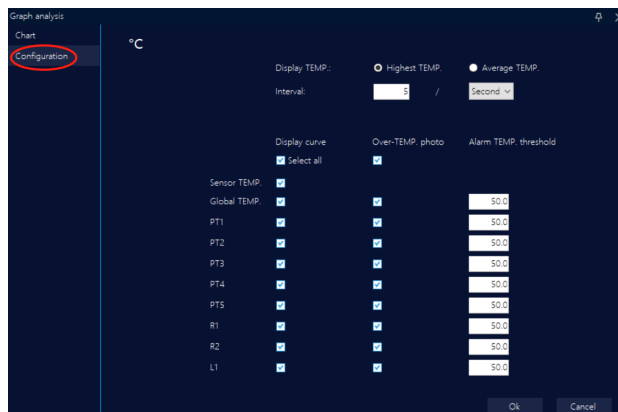 Graph analysis
Chart
Configuration
°C
Display TEMP.: Highest TEMP. Average TEMP.
Interval: 5 / Second
Display curve Over-TEMP. photo Alarm TEMP. threshold
Select all
Sensor TEMP.
Global TEMP. 50.0
PT1 50.0
PT2 50.0
PT3 50.0
PT4 50.0
PT5 50.0
R1 50.0
R2 50.0
L1 50.0
Ok Cancel